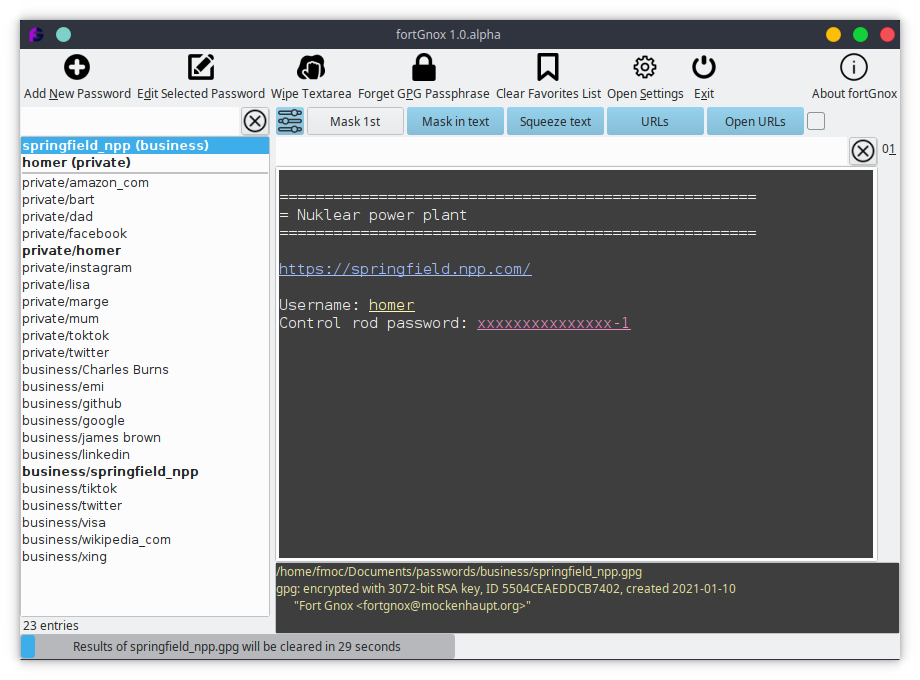 fortGnox 1.0.alpha
Add New Password Edit Selected Password Wipe Textarea Forget GPG Passphrase Clear Favorites List Open Settings Exit About fortGnox
Mask 1st Mask in text Squeeze text URLs Open URLs
01
springfield_npp (business)
homer (private)
private/amazon_com
private/bart
private/dad
private/facebook
private/homer
private/instagram
private/lisa
private/marge
private/mum
private/toktok
private/twitter
business/Charles Burns
business/emi
business/github
business/google
business/james brown
business/linkedin
business/springfield_npp
business/tiktok
business/twitter
business/visa
business/wikipedia_com
business/xing
23 entries
=====================================================
= Nuklear power plant
=====================================================
https://springfield.npp.com/
Username: homer
Control rod password: xxxxxxxxxxxxxxx-1
/home/fmoc/Documents/passwords/business/springfield_npp.gpg
gpg: encrypted with 3072-bit RSA key, ID 5504CEAEDDCB7402, created 2021-01-10
"Fort Gnox <fortgnox@mockenhaupt.org>"
Results of springfield_npp.gpg will be cleared in 29 seconds